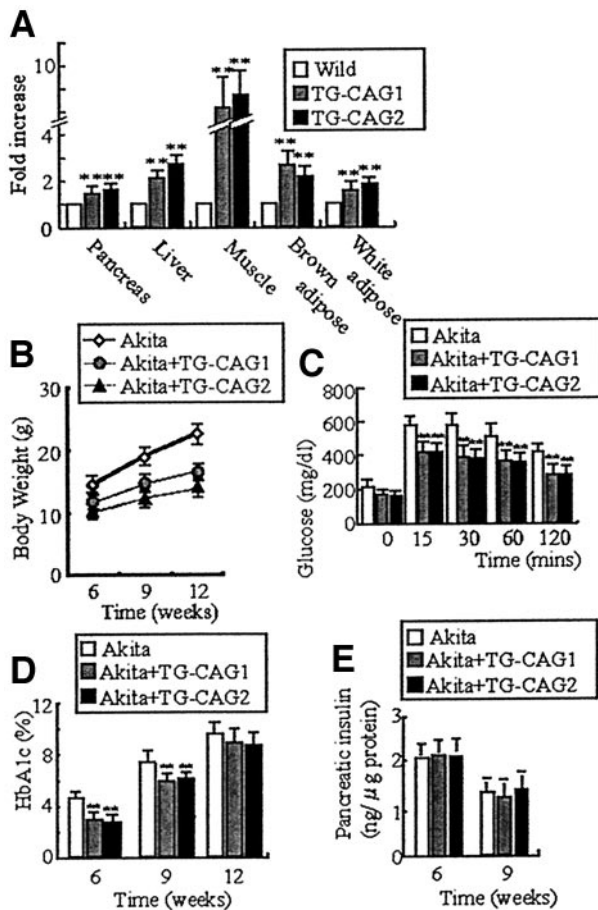 A
Fold increase
10
4
2
0
Wild
TG-CAG1
TG-CAG2
** ** ** ** ** ** ** ** ** **
Pancreas
Liver
Muscle
Brown adipose
White adipose
B
Akita
Akita+TG-CAG1
Akita+TG-CAG2
Body Weight (g)
30
20
10
0
6 9 12
Time (weeks)
C
Akita
Akita+TG-CAG1
Akita+TG-CAG2
Glucose (mg/dl)
800
600
400
200
0
** ** ** ** ** ** ** **
0 15 30 60 120
Time (mins)
D
Akita
Akita+TG-CAG1
Akita+TG-CAG2
HbA1c (%)
12
8
4
0
** ** ** **
6 9 12
Time (weeks)
E
Akita
Akita+TG-CAG1
Akita+TG-CAG2
Pancreatic insulin
(ng/μg protein)
3
2
1
0
6 9
Time (weeks)